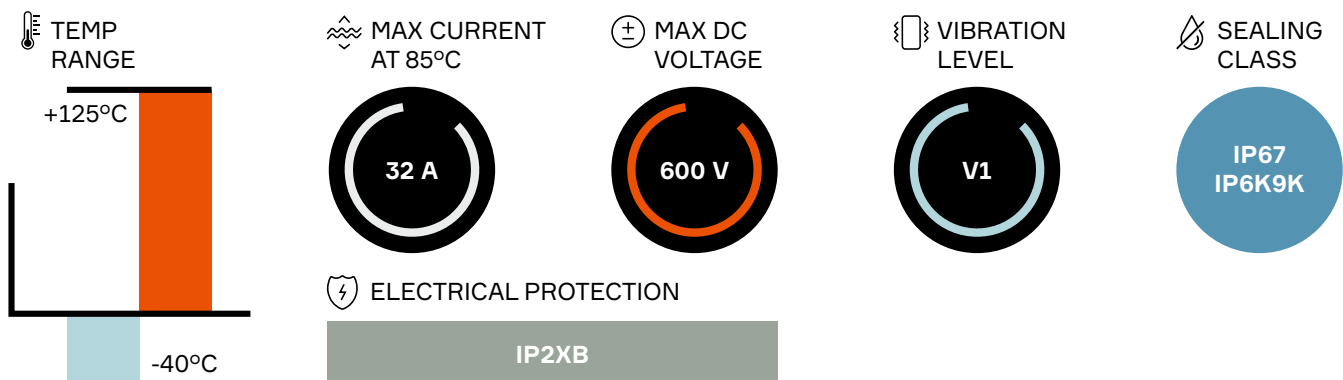 TEMP
RANGE
+125°C
-40°C
MAX CURRENT
AT 85°C
32 A
MAX DC
VOLTAGE
600 V
VIBRATION
LEVEL
V1
SEALING
CLASS
IP67
IP6K9K
ELECTRICAL PROTECTION
IP2XB